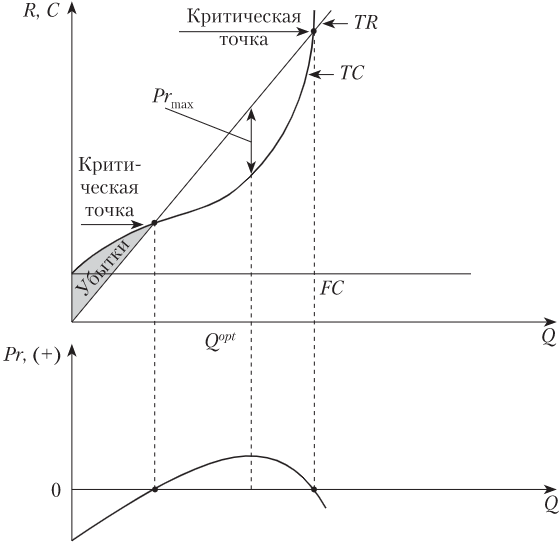 R, C
Критическая
точка
TR
TC
Pr max
Крити-
ческая
точка
Убытки
FC
Q opt
Q
Pr, (+)
0
Q